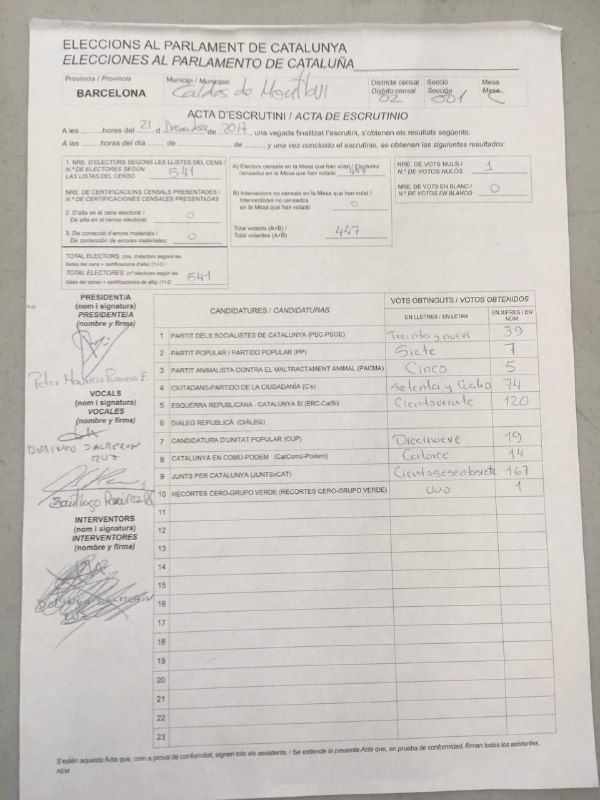 ELECCIONS AL PARLAMENT DE CATALUNYA
ELECCIONES AL PARLAMENTO DE CATALUÑA
Província / Provincia
BARCELONA
Municipi / Municipio
Caldes de Montbui
Districte censal
Distrito censal
02
Secció
Sección
001
Mesa
Mesa
ACTA D'ESCRUTINI / ACTA DE ESCRUTINIO
A les ..........hores del 21 d Diciembre de 2017, una vegada finalitzat l'escrutini, s'obtenen els resultats següents:
A las ..........horas del día .......... de .................... de .........., y una vez concluido el escrutinio, se obtienen los siguientes resultados:
1. NRE. D'ELECTORS SEGONS LES LLISTES DEL CENS /
N.º DE ELECTORES SEGÚN
LAS LISTAS DEL CENSO 541
NRE. DE CERTIFICACIONS CENSALS PRESENTADES /
N.º DE CERTIFICACIONES CENSALES PRESENTADAS
2 D'alta en el cens electoral /
De alta en el censo electoral 0
3 De correcció d'errors materials /
De corrección de errores materiales 0
TOTAL ELECTORS: (nre. d'electors segons les
llistes del cens + certificacions d'alta) (1+2) /
TOTAL ELECTORES: (nº electores según las
listas del censo + certificaciones de alta) (1+2) 541
A) Electors censats en la Mesa que han votat / Electores
censados en la Mesa que han votado 447
B) Interventors no censats en la Mesa que han votat /
Interventores no censados
en la Mesa que han votado 0
Total votants (A+B) /
Total votantes (A+B) 447
NRE. DE VOTS NULS /
N.º DE VOTOS NULOS 1
NRE. DE VOTS EN BLANC /
N.º DE VOTOS EN BLANCO 0
PRESIDENT/A
(nom i signatura)
PRESIDENTE/A
(nombre y firma)
Peter Mauricio Romero E.
VOCALS
(nom i signatura)
VOCALES
(nombre y firma)
DOMINGO CALDERON
RUZ
Santiago Ramirez
INTERVENTORS
(nom i signatura)
INTERVENTORES
(nombre y firma)
CANDIDATURES / CANDIDATURAS
VOTS OBTINGUTS / VOTOS OBTENIDOS
EN LLETRES / EN LETRA
EN XIFRES / EN NÚM.
1 PARTIT DELS SOCIALISTES DE CATALUNYA (PSC-PSOE) Treinta y nueve 39
2 PARTIT POPULAR / PARTIDO POPULAR (PP) Siete 7
3 PARTIT ANIMALISTA CONTRA EL MALTRACTAMENT ANIMAL (PACMA) Cinco 5
4 CIUTADANS-PARTIDO DE LA CIUDADANÍA (C's) Setenta y Cuatro 74
5 ESQUERRA REPUBLICANA - CATALUNYA SÍ (ERC-CatSí) Cientoveinte 120
6 DIÀLEG REPUBLICÀ (DIÀLEG)
7 CANDIDATURA D'UNITAT POPULAR (CUP) Diecinueve 19
8 CATALUNYA EN COMÚ-PODEM (CatComú-Podem) Catorce 14
9 JUNTS PER CATALUNYA (JUNTSxCAT) Cientosesentasiete 167
10 RECORTES CERO-GRUPO VERDE (RECORTES CERO-GRUPO VERDE) uno 1
11
12
13
14
15
16
17
18
19
20
21
22
23
S'estén aquesta Acta que, com a prova de conformitat, signen tots els assistents. / Se extiende la presente Acta que, en prueba de conformidad, firman todos los asistentes.
AEM